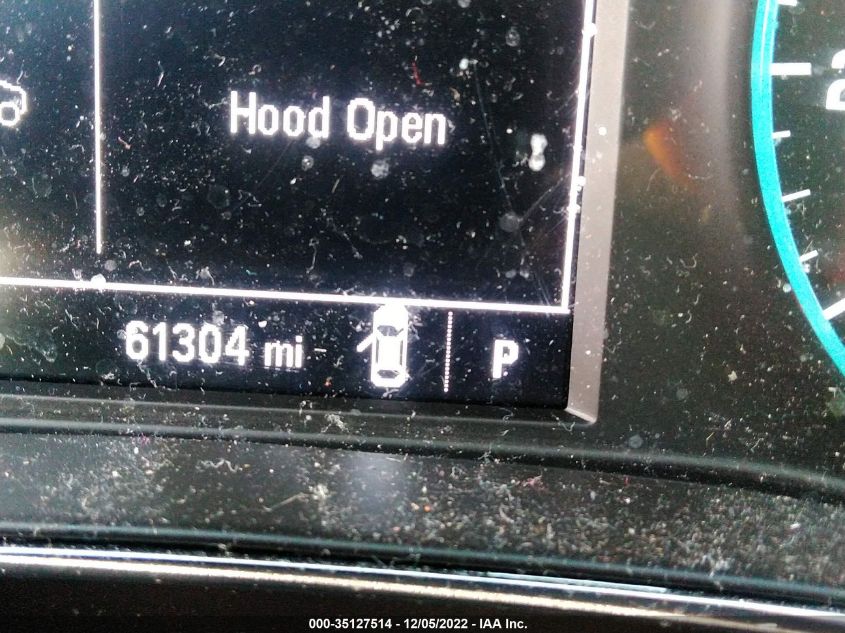 Hood Open
61304 mi
P
000-35127514 - 12/05/2022 - IAA Inc.